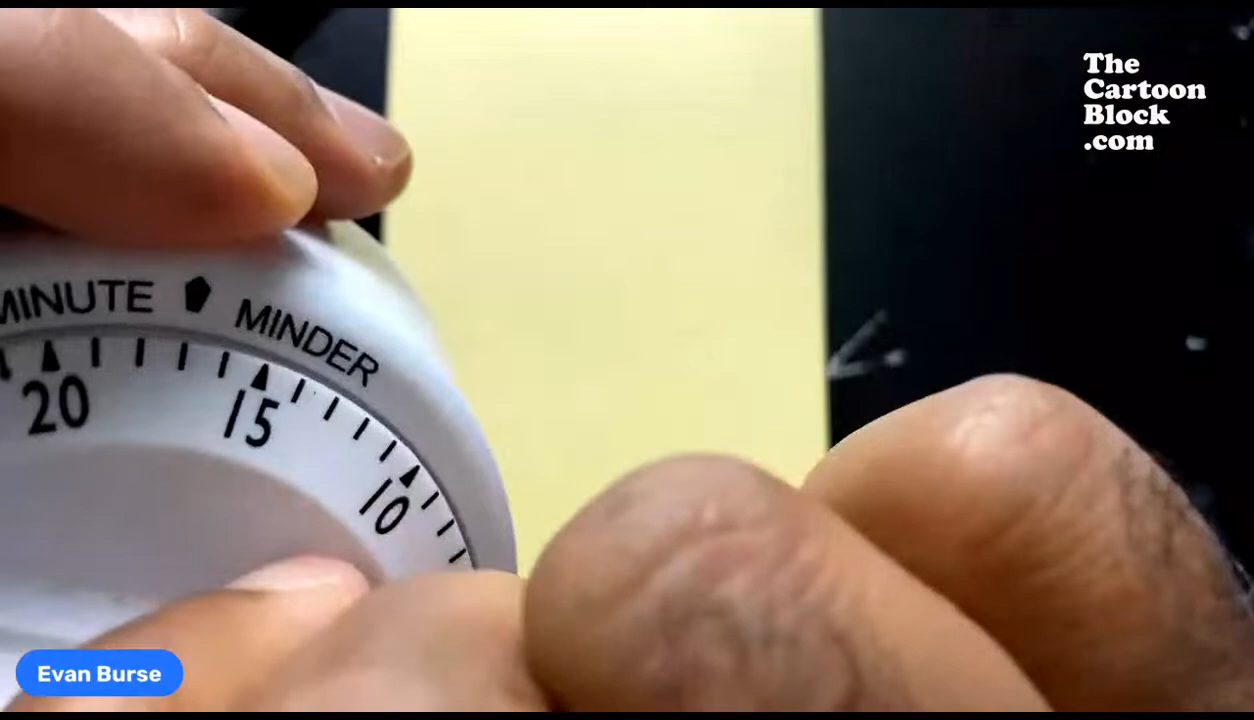 The
Cartoon
Block
.com
MINUTE MINDER
20 15 10
Evan Burse